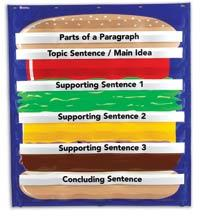 Parts of a Paragraph
Topic Sentence / Main Idea
Supporting Sentence 1
Supporting Sentence 2
Supporting Sentence 3
Concluding Sentence